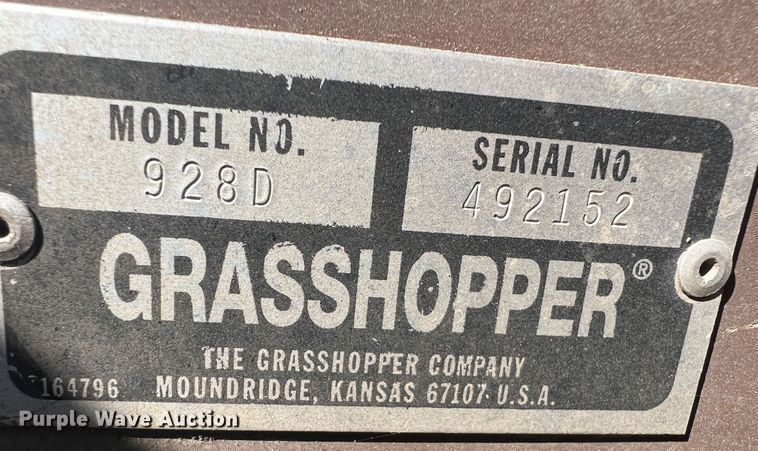 MODEL NO.
928D
SERIAL NO.
492152
GRASSHOPPER®
THE GRASSHOPPER COMPANY
164796 MOUNDRIDGE, KANSAS 67107 U.S.A.
Purple Wave Auction